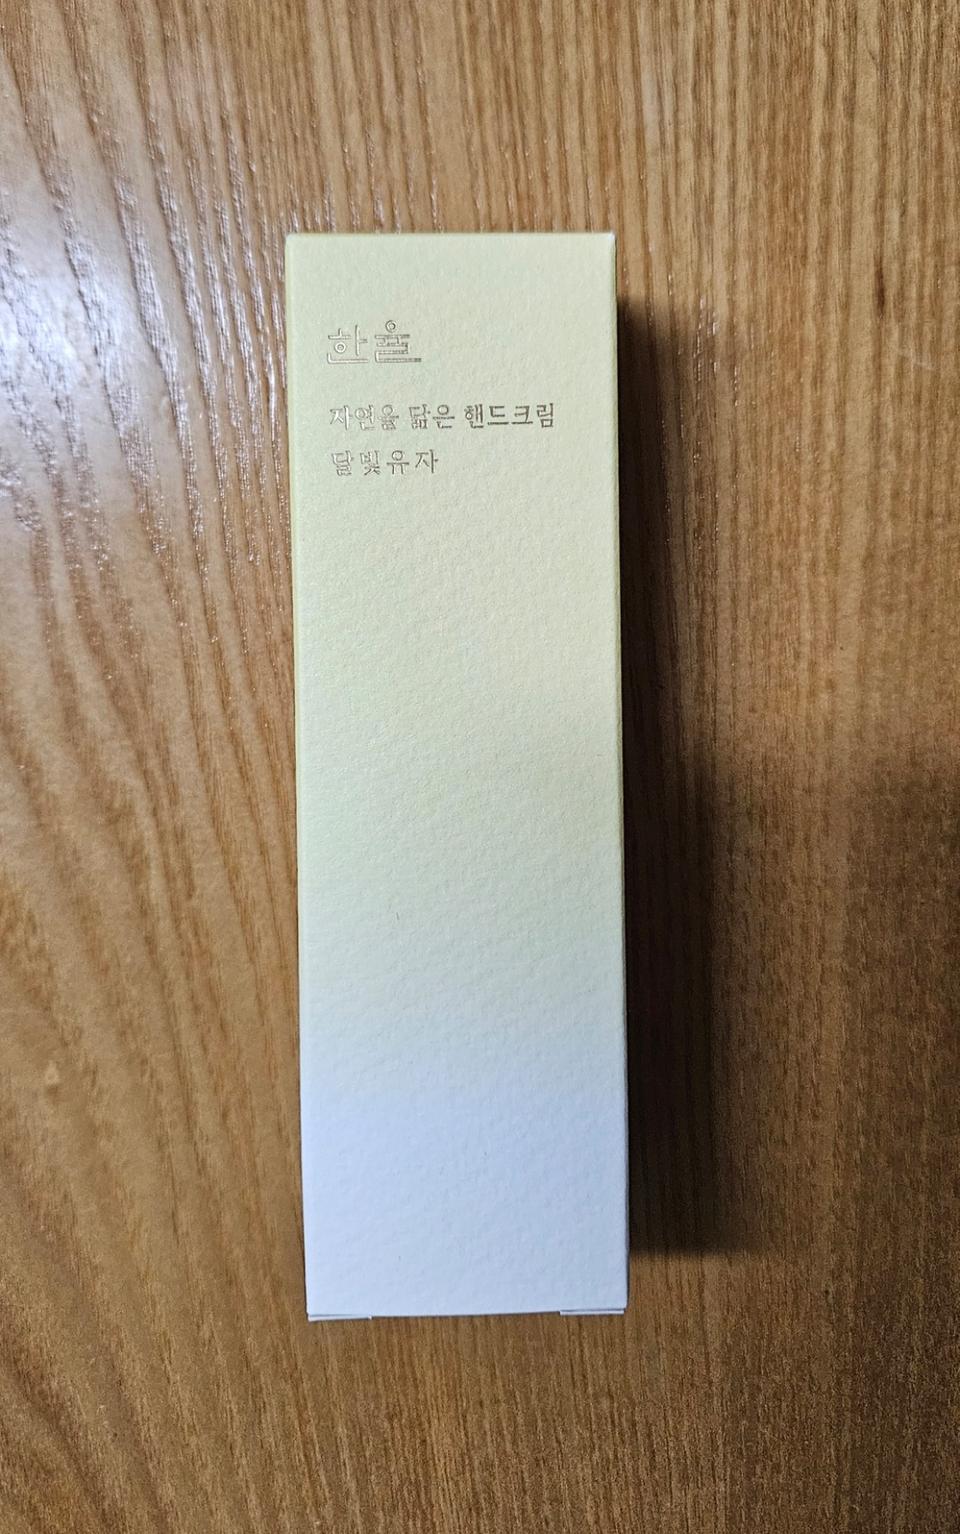 한율
자연을 닮은 핸드크림
달빛유자